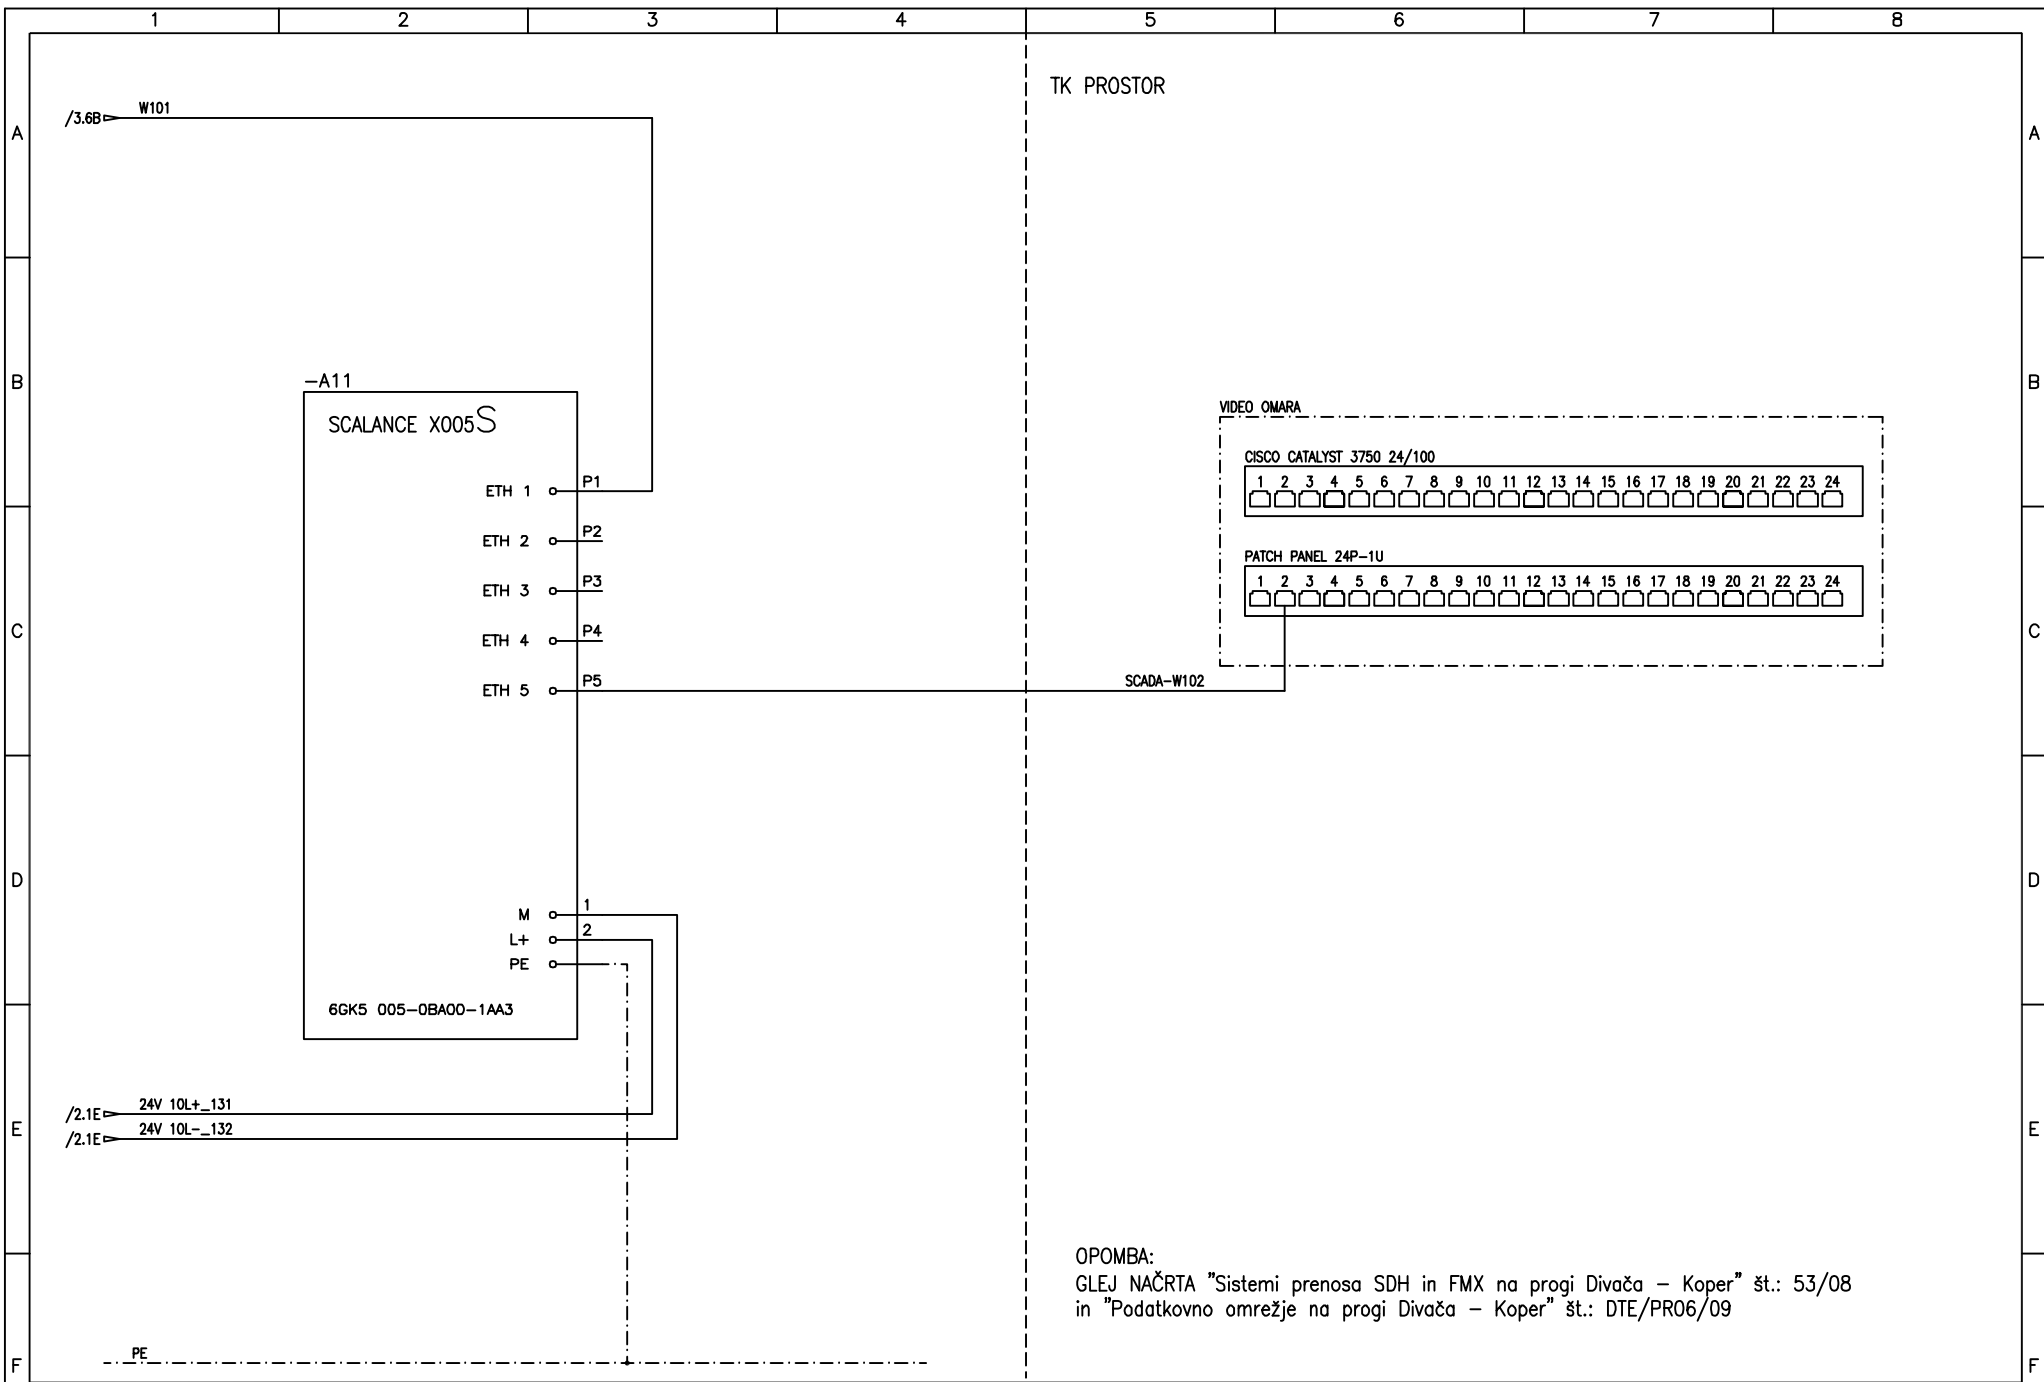 1 2 3 4 5 6 7 8
TK PROSTOR
W101
/3.6B
A A
B B
-A11
SCALANCE X005S
VIDEO OMARA
CISCO CATALYST 3750 24/100
1 2 3 4 5 6 7 8 9 10 11 12 13 14 15 16 17 18 19 20 21 22 23 24
ETH 1 P1
ETH 2 P2
PATCH PANEL 24P-1U
1 2 3 4 5 6 7 8 9 10 11 12 13 14 15 16 17 18 19 20 21 22 23 24
ETH 3 P3
C C
ETH 4 P4
ETH 5 P5
SCADA-W102
D D
M 1
L+ 2
PE
6GK5 005-0BA00-1AA3
24V 10L+_131
/2.1E
24V 10L-_132
/2.1E
E E
OPOMBA:
GLEJ NAČRTA "Sistemi prenosa SDH in FMX na progi Divača – Koper" št.: 53/08
in "Podatkovno omrežje na progi Divača – Koper" št.: DTE/PR06/09
PE
F F